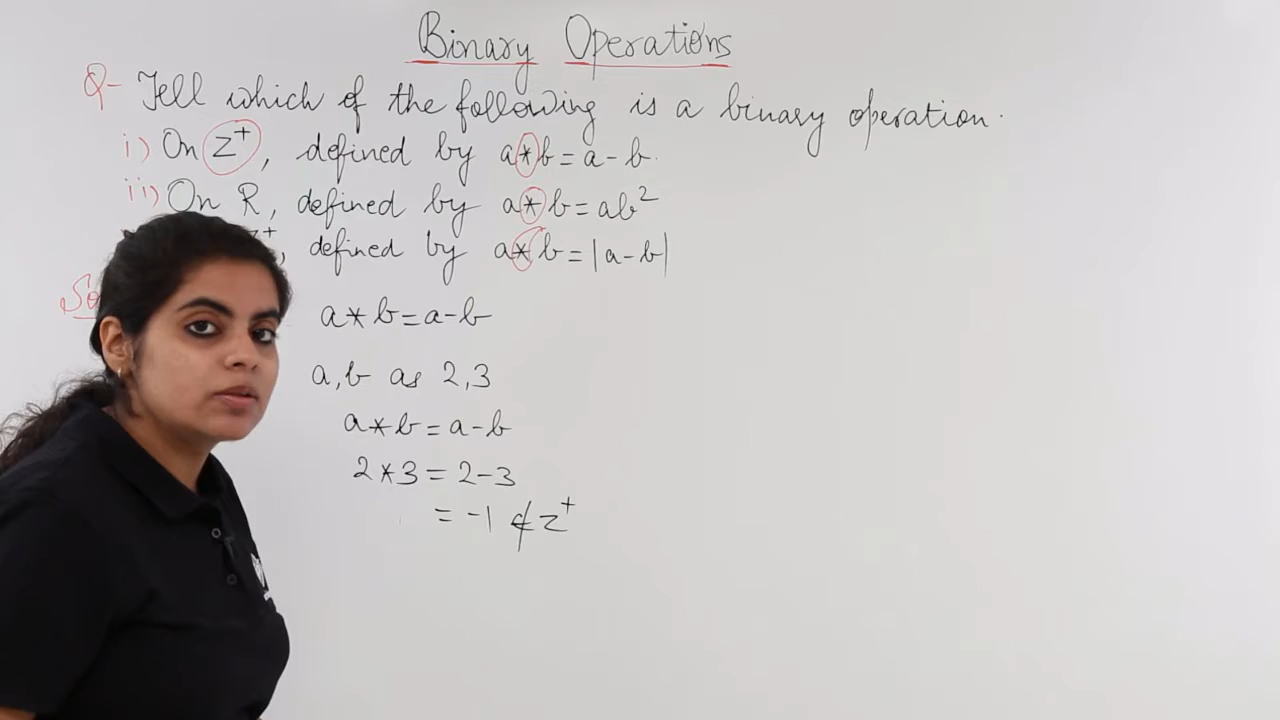 Binary Operations
Q- Tell which of the following is a binary operation.
i) On Z⁺, defined by a*b=a-b.
ii) On R, defined by a*b=ab²
⁺, defined by a*b=|a-b|
So
a*b=a-b
a,b as 2,3
a*b=a-b
2*3=2-3
=-1∉Z⁺